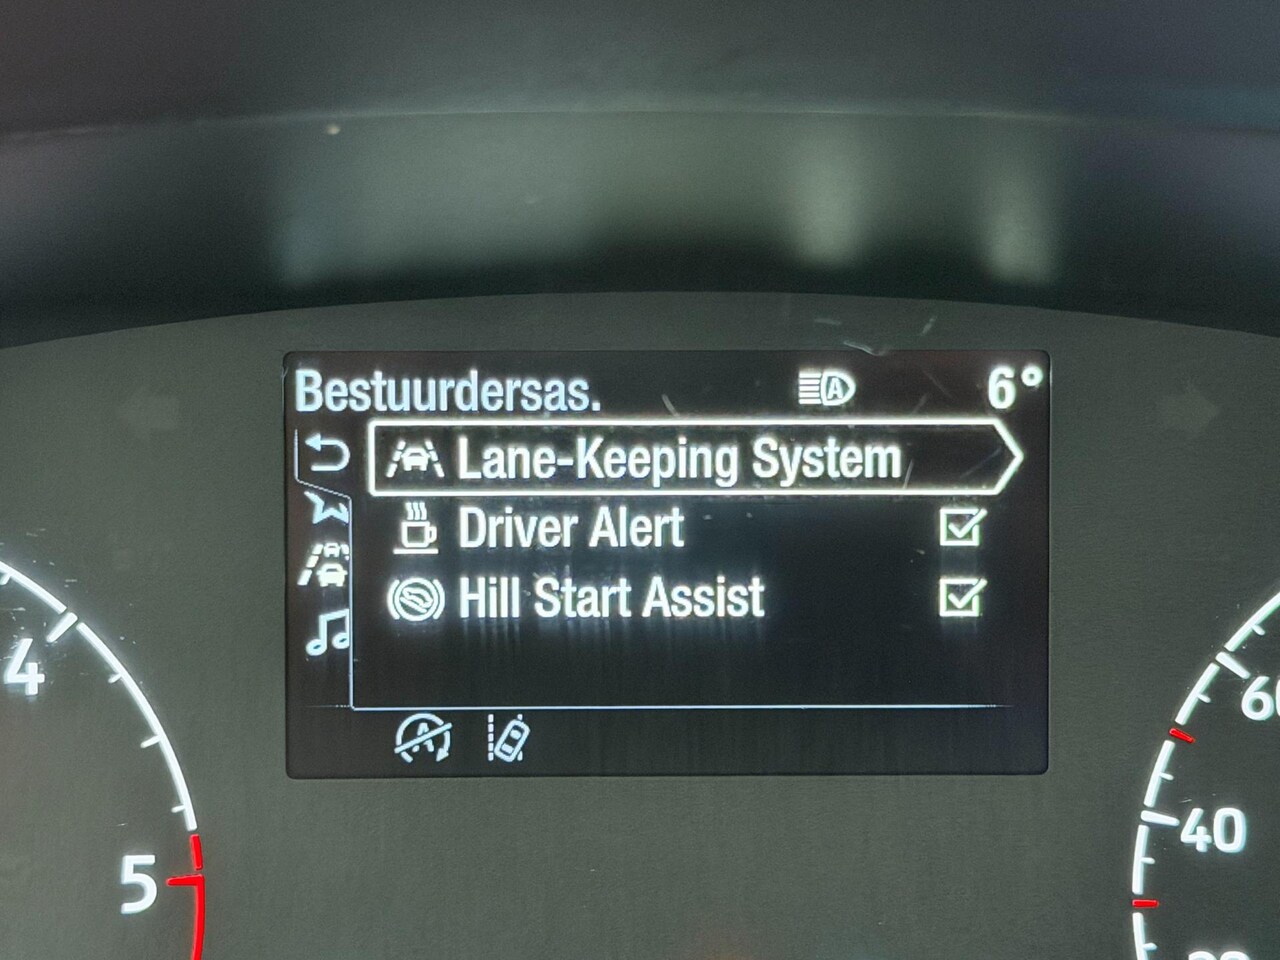 Bestuurdersas. A 6°
Lane-Keeping System
Driver Alert
Hill Start Assist
A
4
5
60
40